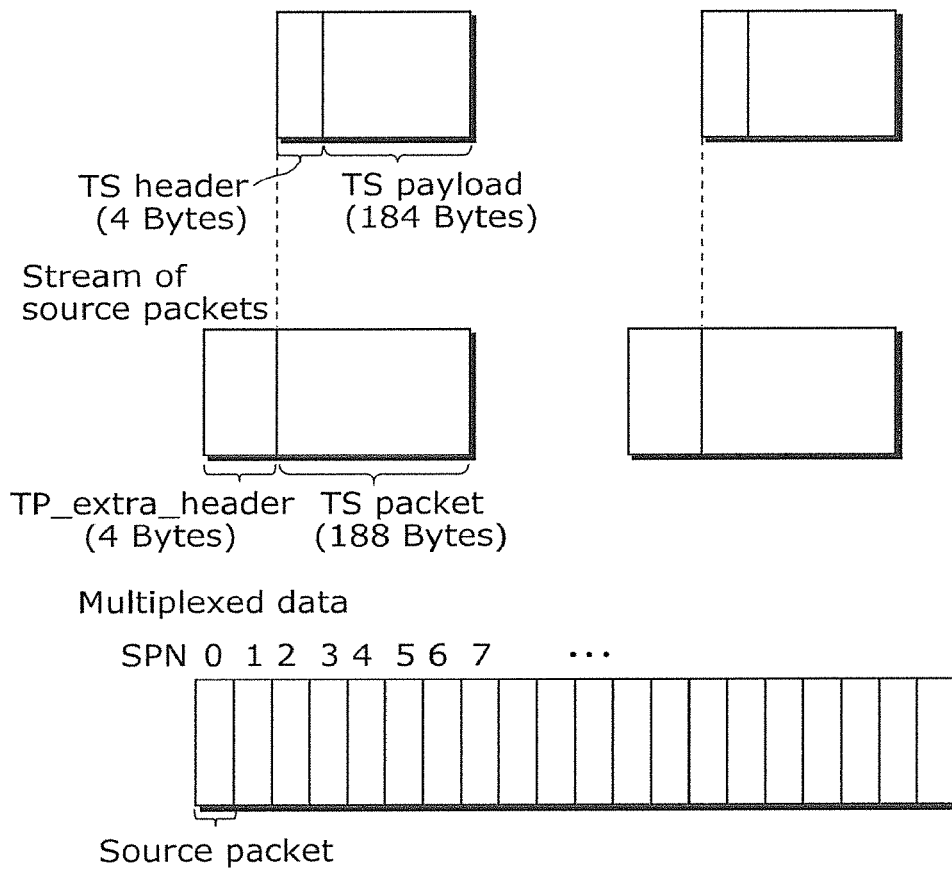 TS header TS payload
(4 Bytes) (184 Bytes)
Stream of
source packets
TP_extra_header TS packet
(4 Bytes) (188 Bytes)
Multiplexed data
SPN 0 1 2 3 4 5 6 7 ...
Source packet